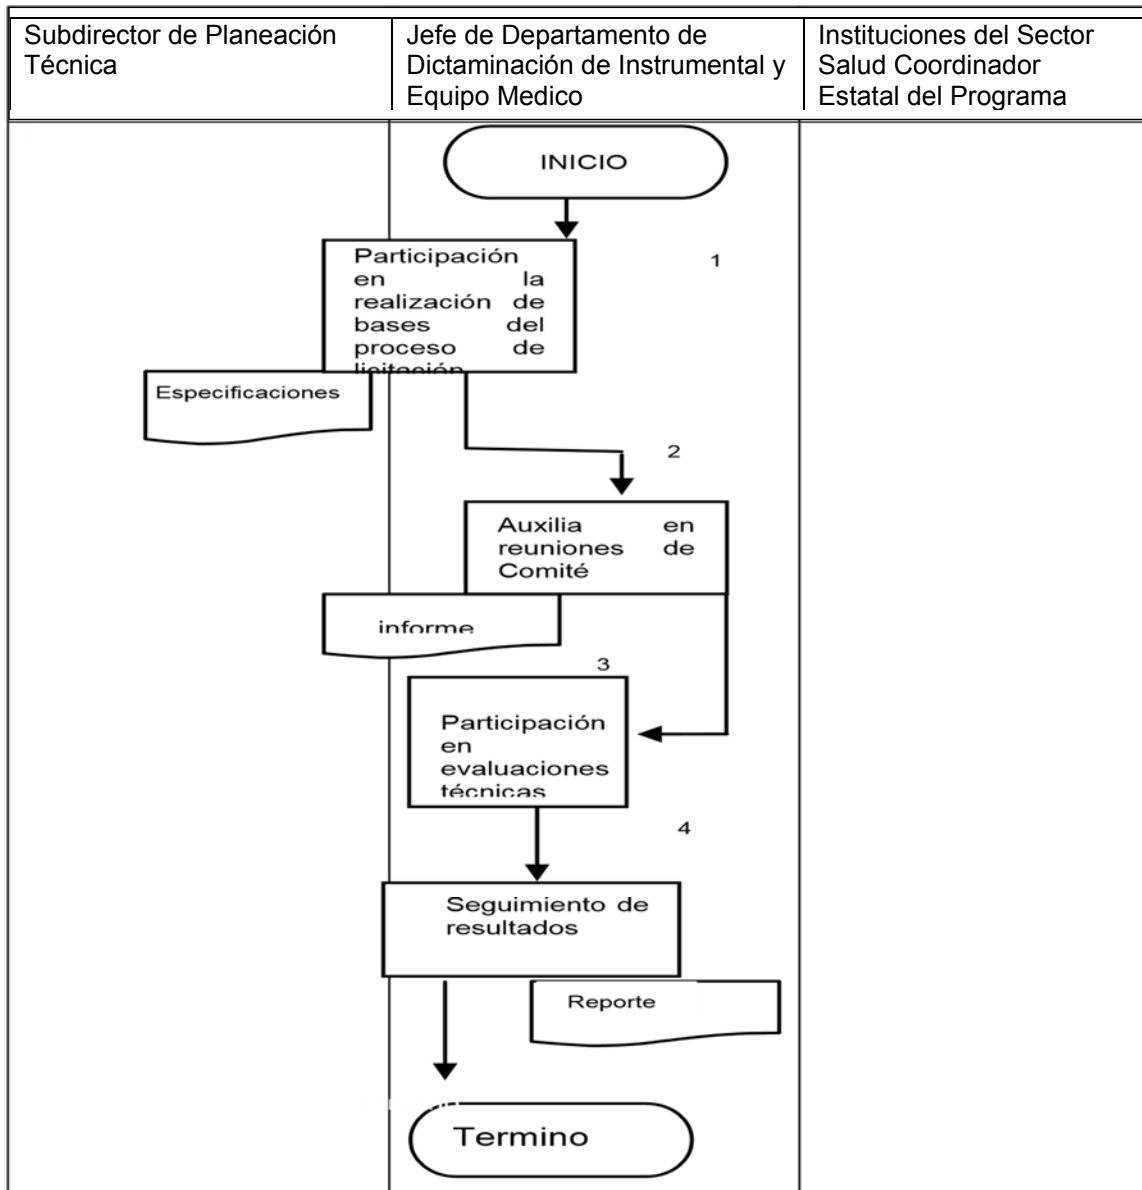 Subdirector de Planeación
Técnica
Jefe de Departamento de
Dictaminación de Instrumental y
Equipo Medico
Instituciones del Sector
Salud Coordinador
Estatal del Programa
INICIO
1
Participación
en la
realización de
bases del
proceso de
licitación
Especificaciones
2
Auxilia en
reuniones de
Comité
informe
3
Participación
en
evaluaciones
técnicas
4
Seguimiento de
resultados
Reporte
Termino